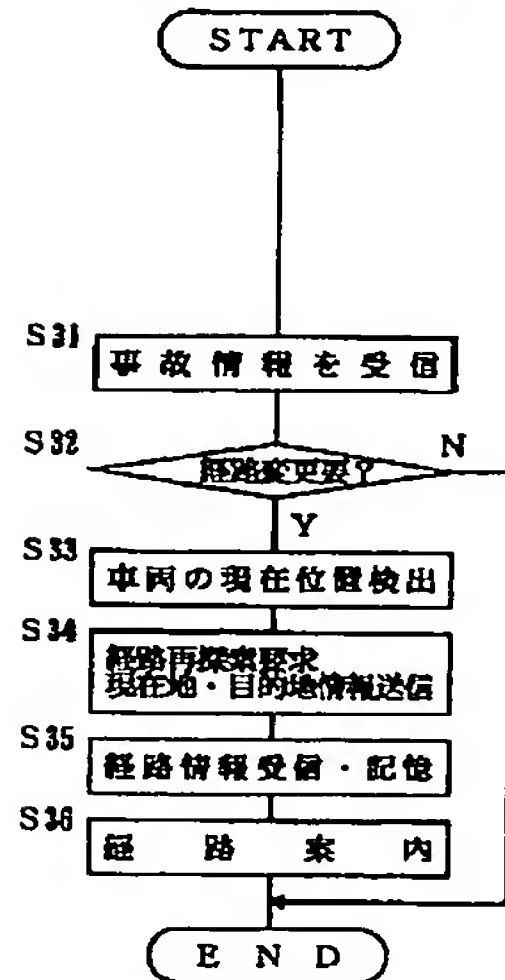 START
S31
事故情報を受信
S32
経路変更要?
N
Y
S33
車両の現在位置検出
S34
経路再探索要求
現在地・目的地情報送信
S35
経路情報受信・記憶
S36
経路案内
END